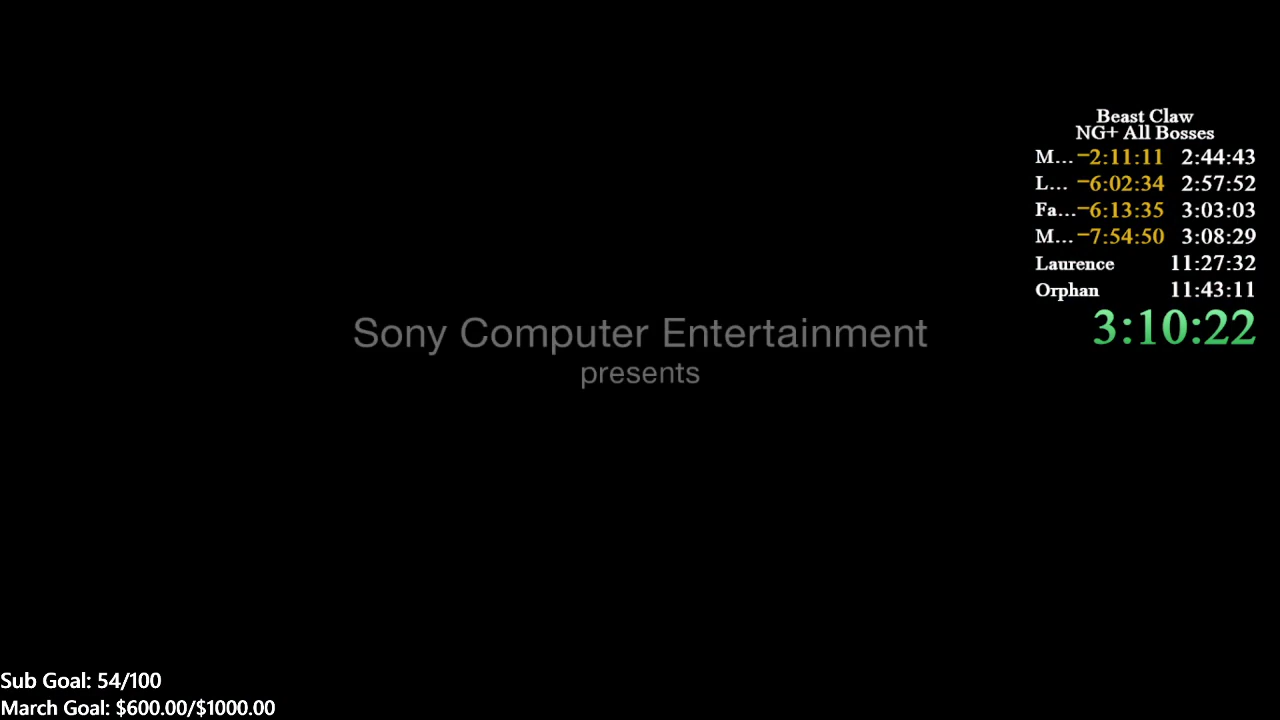 Beast Claw
NG+ All Bosses
M... −2:11:11 2:44:43
L... −6:02:34 2:57:52
Fa... −6:13:35 3:03:03
M... −7:54:50 3:08:29
Laurence 11:27:32
Orphan 11:43:11
3:10:22
Sony Computer Entertainment
presents
Sub Goal: 54/100
March Goal: $600.00/$1000.00